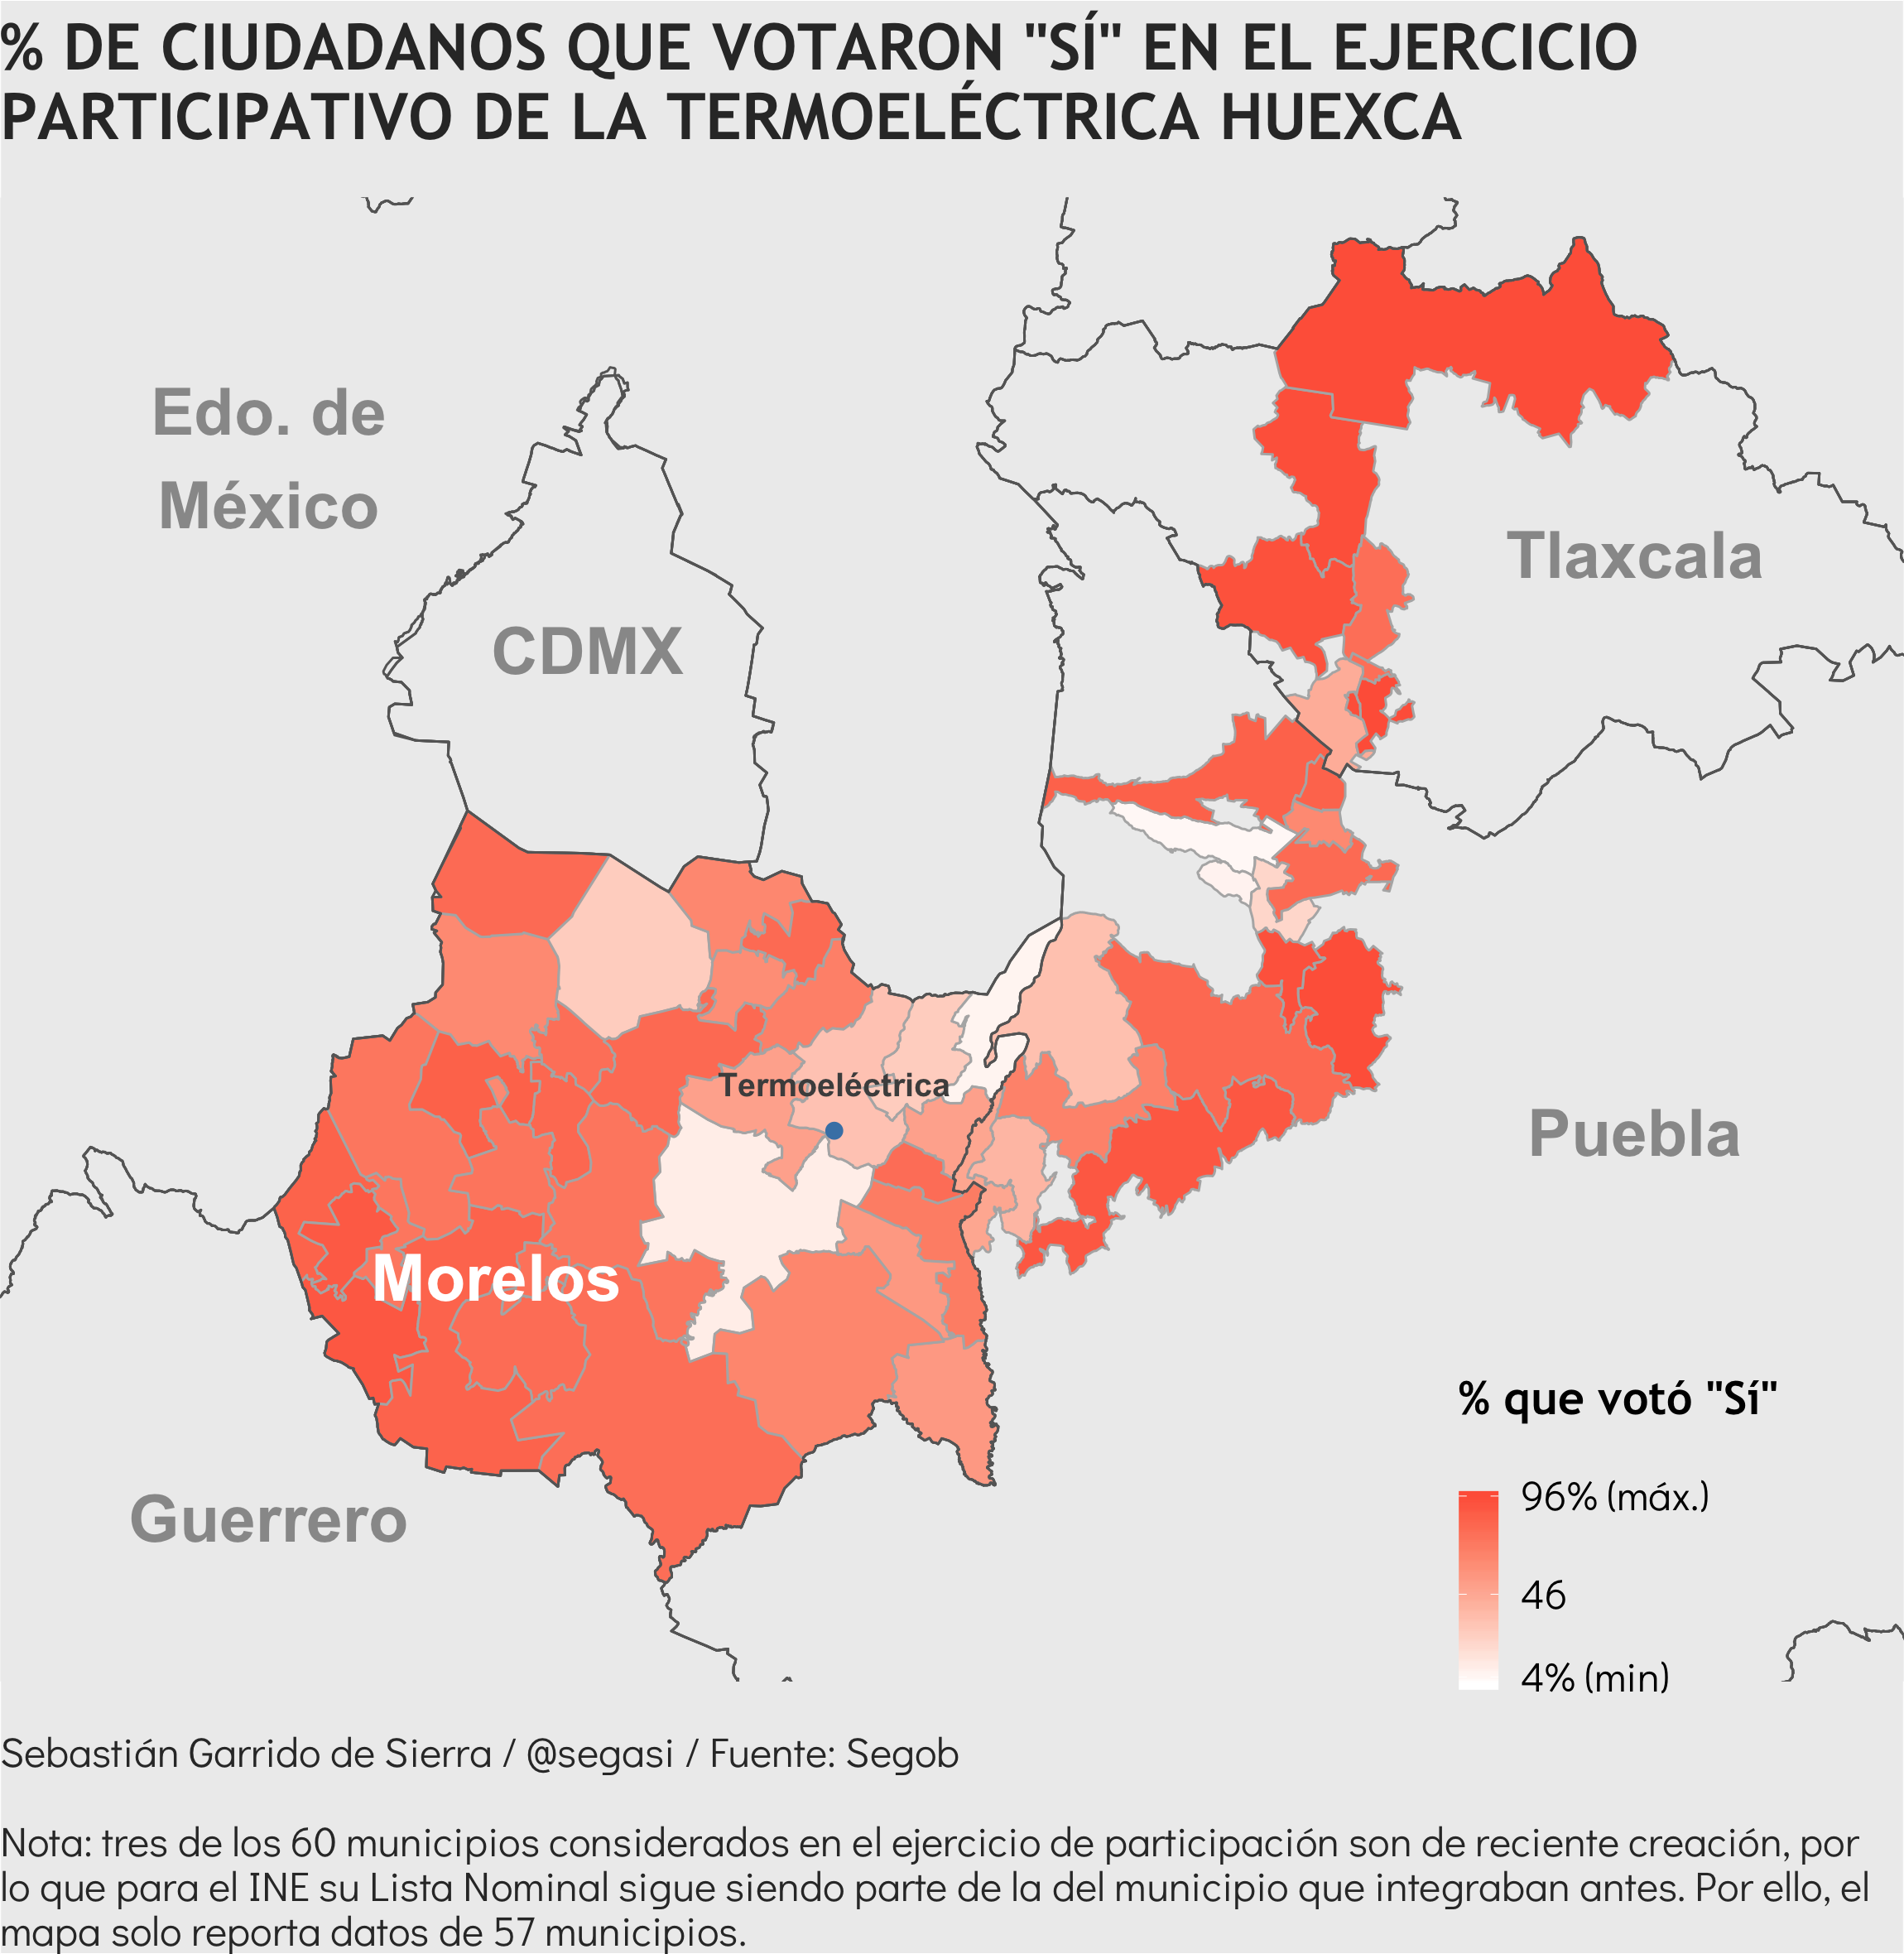 % DE CIUDADANOS QUE VOTARON "SÍ" EN EL EJERCICIO
PARTICIPATIVO DE LA TERMOELÉCTRICA HUEXCA
Edo. de
México
CDMX
Tlaxcala
Termoeléctrica
Puebla
Morelos
Guerrero
% que votó "Sí"
96% (máx.)
46
4% (min)
Sebastián Garrido de Sierra / @segasi / Fuente: Segob
Nota: tres de los 60 municipios considerados en el ejercicio de participación son de reciente creación, por
lo que para el INE su Lista Nominal sigue siendo parte de la del municipio que integraban antes. Por ello, el
mapa solo reporta datos de 57 municipios.